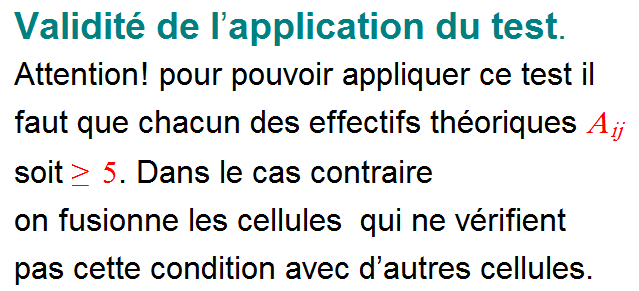 Validité de l’application du test.
Attention! pour pouvoir appliquer ce test il
faut que chacun des effectifs théoriques A_ij
soit ≥ 5. Dans le cas contraire
on fusionne les cellules qui ne vérifient
pas cette condition avec d’autres cellules.